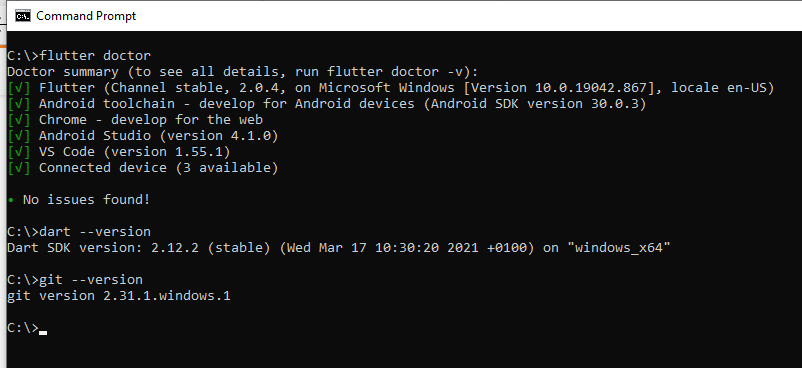 Command Prompt
C:\>flutter doctor
Doctor summary (to see all details, run flutter doctor -v):
[√] Flutter (Channel stable, 2.0.4, on Microsoft Windows [Version 10.0.19042.867], locale en-US)
[√] Android toolchain - develop for Android devices (Android SDK version 30.0.3)
[√] Chrome - develop for the web
[√] Android Studio (version 4.1.0)
[√] VS Code (version 1.55.1)
[√] Connected device (3 available)
• No issues found!
C:\>dart --version
Dart SDK version: 2.12.2 (stable) (Wed Mar 17 10:30:20 2021 +0100) on "windows_x64"
C:\>git --version
git version 2.31.1.windows.1
C:\>